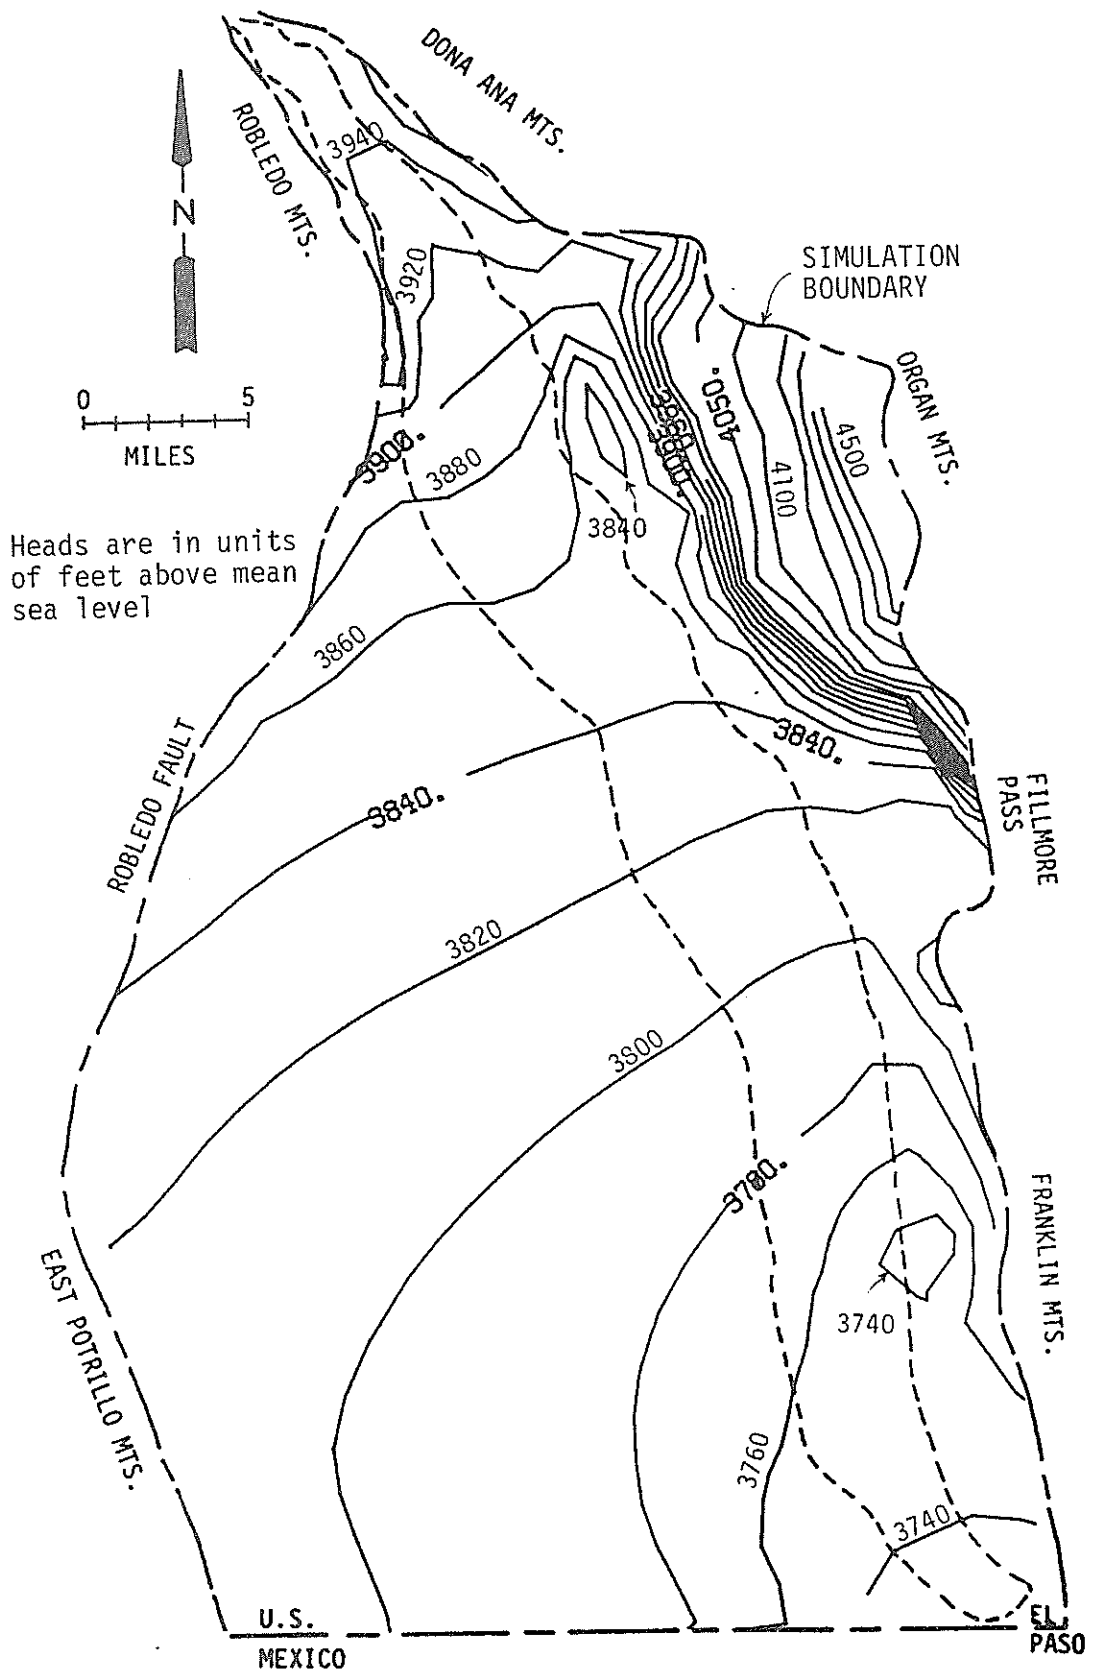 DONA ANA MTS.
ROBLEDO MTS.
3940
N
3920
SIMULATION
BOUNDARY
0 5
MILES
ORGAN MTS.
4050.
3900.
3880
4100
4500
3900.
3840
Heads are in units
of feet above mean
sea level
3860
ROBLEDO FAULT
3840.
3840.
FILLMORE
PASS
3820
3800
3780.
FRANKLIN MTS.
EAST POTRILLO MTS.
3740
3760
3740
U.S.
MEXICO
EL
PASO